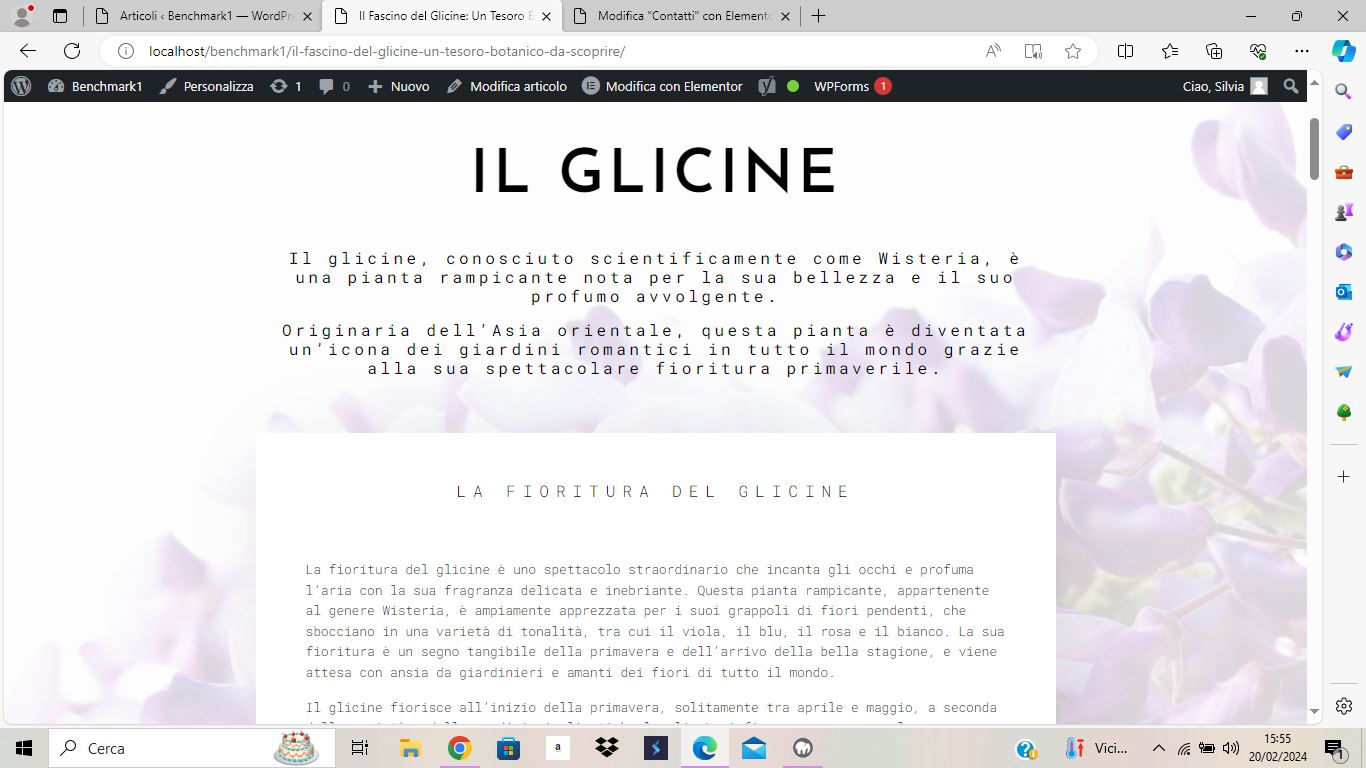 Articoli ‹ Benchmark1 — WordPr
Il Fascino del Glicine: Un Tesoro B
Modifica "Contatti" con Elemento
localhost/benchmark1/il-fascino-del-glicine-un-tesoro-botanico-da-scoprire/
Benchmark1 Personalizza 1 0 Nuovo Modifica articolo Modifica con Elementor WPForms 1 Ciao, Silvia
IL GLICINE
Il glicine, conosciuto scientificamente come Wisteria, è
una pianta rampicante nota per la sua bellezza e il suo
profumo avvolgente.
Originaria dell'Asia orientale, questa pianta è diventata
un'icona dei giardini romantici in tutto il mondo grazie
alla sua spettacolare fioritura primaverile.
LA FIORITURA DEL GLICINE
La fioritura del glicine è uno spettacolo straordinario che incanta gli occhi e profuma
l'aria con la sua fragranza delicata e inebriante. Questa pianta rampicante, appartenente
al genere Wisteria, è ampiamente apprezzata per i suoi grappoli di fiori pendenti, che
sbocciano in una varietà di tonalità, tra cui il viola, il blu, il rosa e il bianco. La sua
fioritura è un segno tangibile della primavera e dell'arrivo della bella stagione, e viene
attesa con ansia da giardinieri e amanti dei fiori di tutto il mondo.
Il glicine fiorisce all'inizio della primavera, solitamente tra aprile e maggio, a seconda
Cerca
a
Vici...
15:55
20/02/2024
1